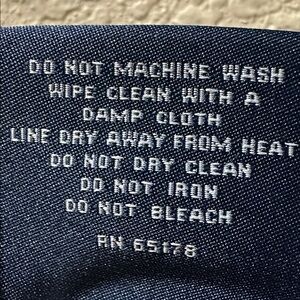 DO NOT MACHINE WASH
WIPE CLEAN WITH A
DAMP CLOTH
LINE DRY AWAY FROM HEAT
DO NOT DRY CLEAN
DO NOT IRON
DO NOT BLEACH
RN 65178